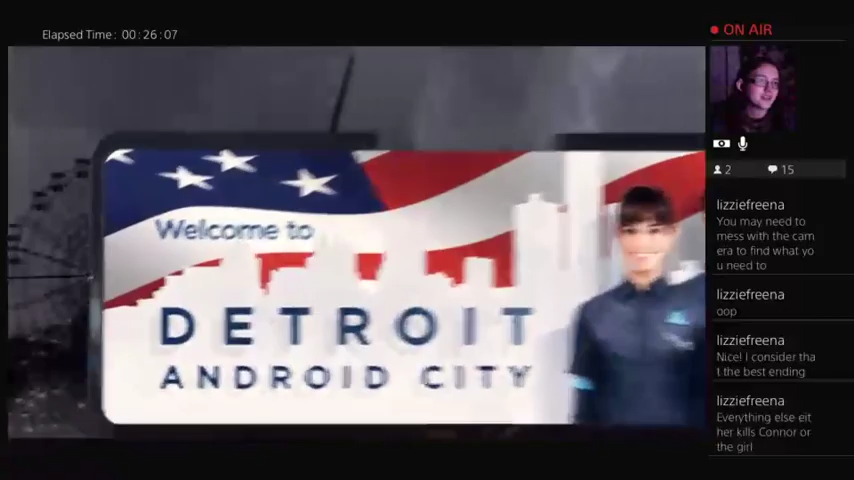 Elapsed Time: 00:26:07
ON AIR
Welcome to
DETROIT
ANDROID CITY
2
15
lizziefreena
You may need to
mess with the cam
era to find what yo
u need to
lizziefreena
oop
lizziefreena
Nice! I consider tha
t the best ending
lizziefreena
Everything else eit
her kills Connor or
the girl